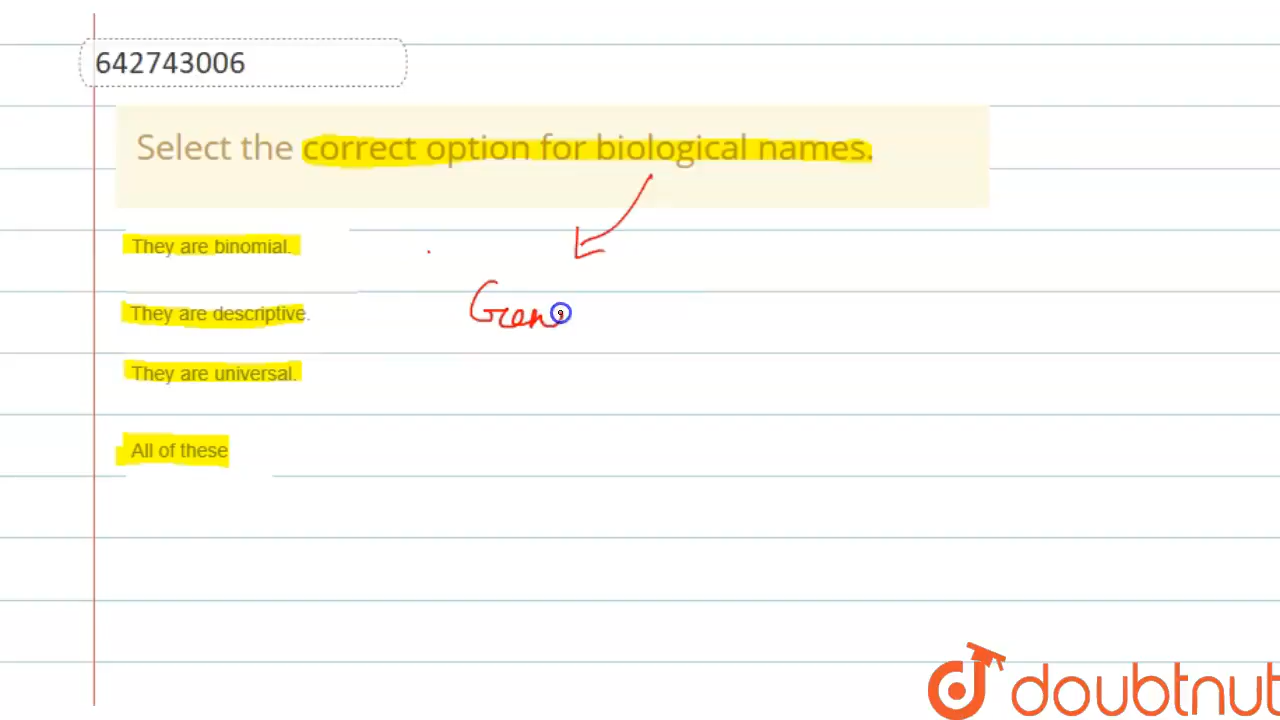 642743006
Select the correct option for biological names.
They are binomial.
They are descriptive.
Gen
They are universal.
All of these
doubtnut